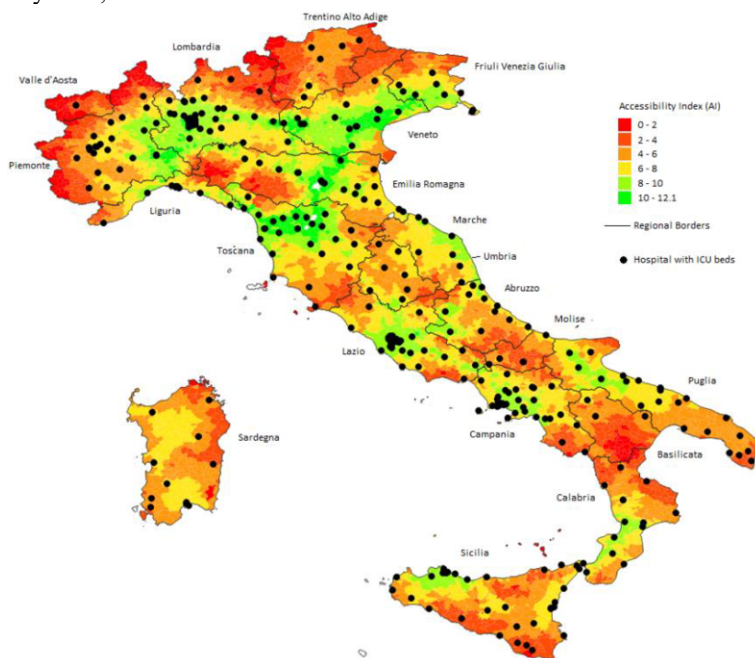 Trentino Alto Adige
Lombardia
Friuli Venezia Giulia
Valle d'Aosta
Accessibility Index (AI)
0 - 2
2 - 4
4 - 6
6 - 8
8 - 10
10 - 12.1
Veneto
Piemonte
Emilia Romagna
Liguria
Marche
Regional Borders
Toscana
Umbria
Hospital with ICU beds
Abruzzo
Molise
Lazio
Puglia
Campania
Sardegna
Basilicata
Calabria
Sicilia